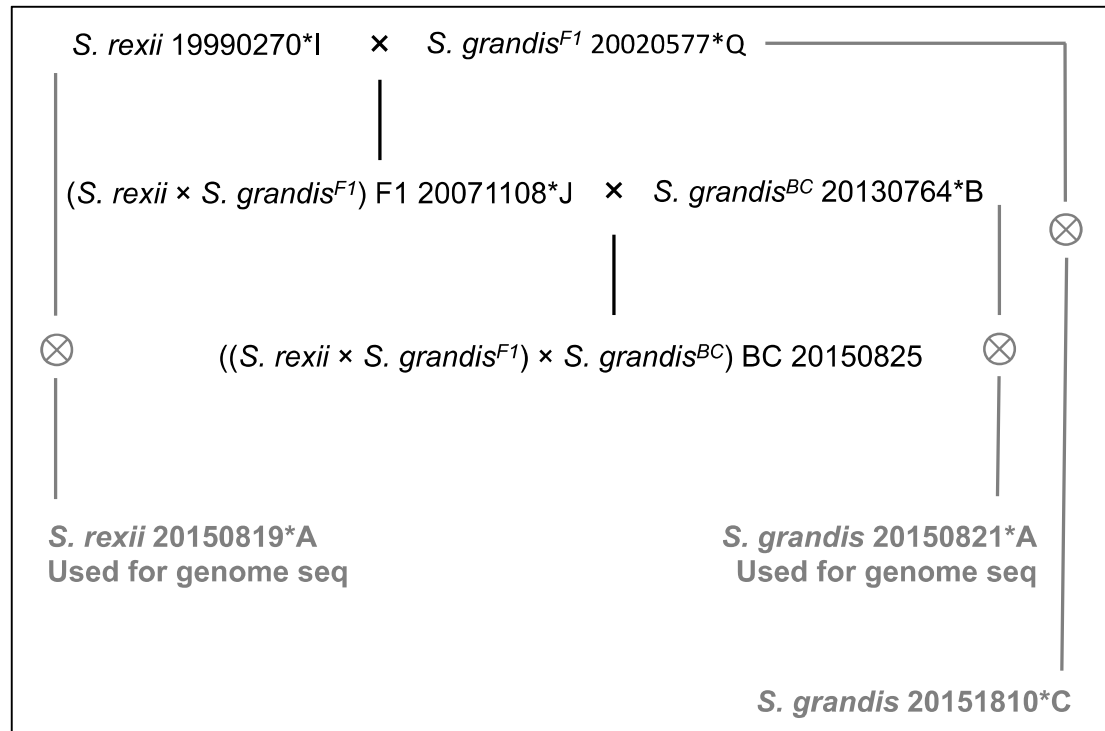 S. rexii 19990270*I × S. grandis^F1 20020577*Q
(S. rexii × S. grandis^F1) F1 20071108*J × S. grandis^BC 20130764*B
((S. rexii × S. grandis^F1) × S. grandis^BC) BC 20150825
S. rexii 20150819*A
Used for genome seq
S. grandis 20150821*A
Used for genome seq
S. grandis 20151810*C